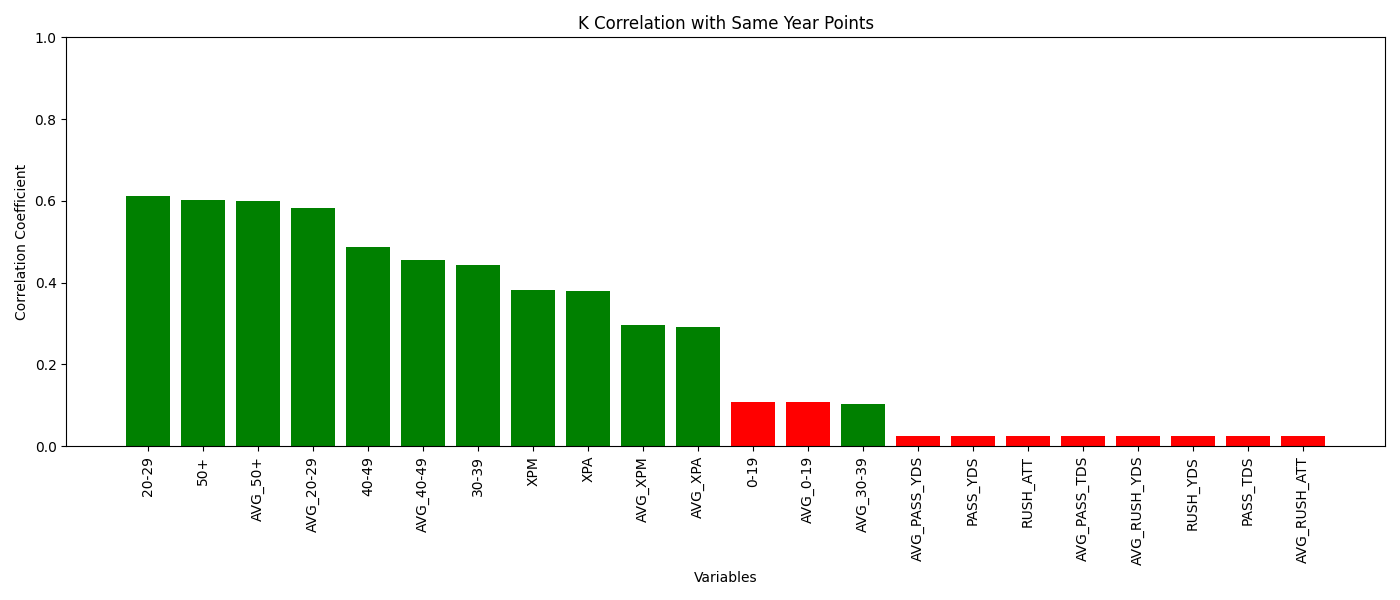 K Correlation with Same Year Points
1.0
0.8
0.6
0.4
0.2
0.0
Correlation Coefficient
20-29
50+
AVG_50+
AVG_20-29
40-49
AVG_40-49
30-39
XPM
XPA
AVG_XPM
AVG_XPA
0-19
AVG_0-19
AVG_30-39
AVG_PASS_YDS
PASS_YDS
RUSH_ATT
AVG_PASS_TDS
AVG_RUSH_YDS
RUSH_YDS
PASS_TDS
AVG_RUSH_ATT
Variables